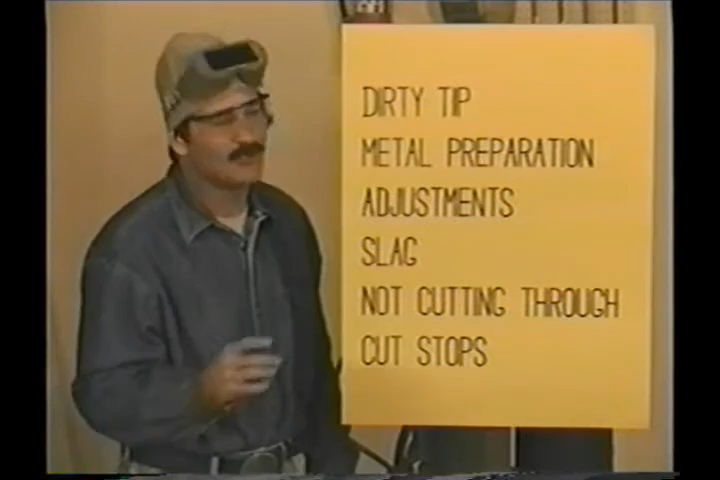 DIRTY TIP
METAL PREPARATION
ADJUSTMENTS
SLAG
NOT CUTTING THROUGH
CUT STOPS